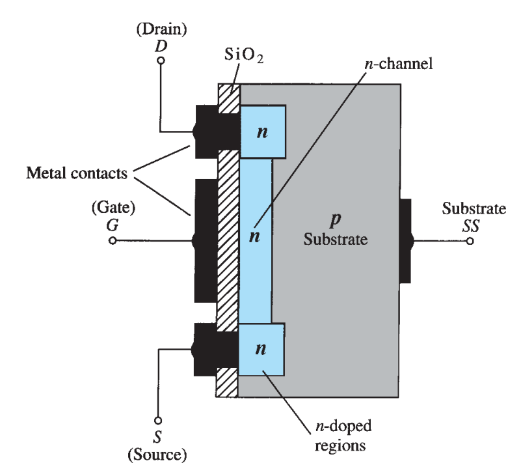 (Drain)
D
SiO2
n-channel
n
Metal contacts
(Gate)
G
n
p
Substrate
Substrate
SS
n
S
(Source)
n-doped
regions